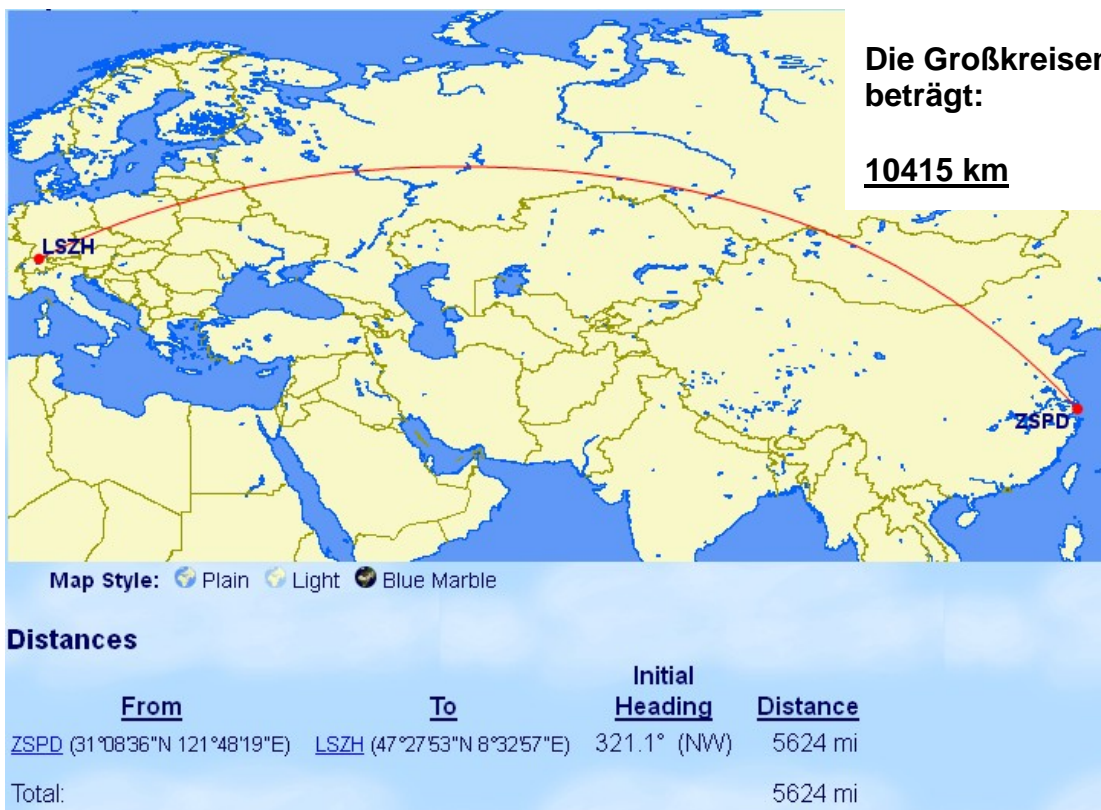 Die Großkreisen
beträgt:
10415 km
LSZH
ZSPD
Map Style: Plain Light Blue Marble
Distances
Initial
From To Heading Distance
ZSPD (31°08'36"N 121°48'19"E) LSZH (47°27'53"N 8°32'57"E) 321.1° (NW) 5624 mi
Total: 5624 mi